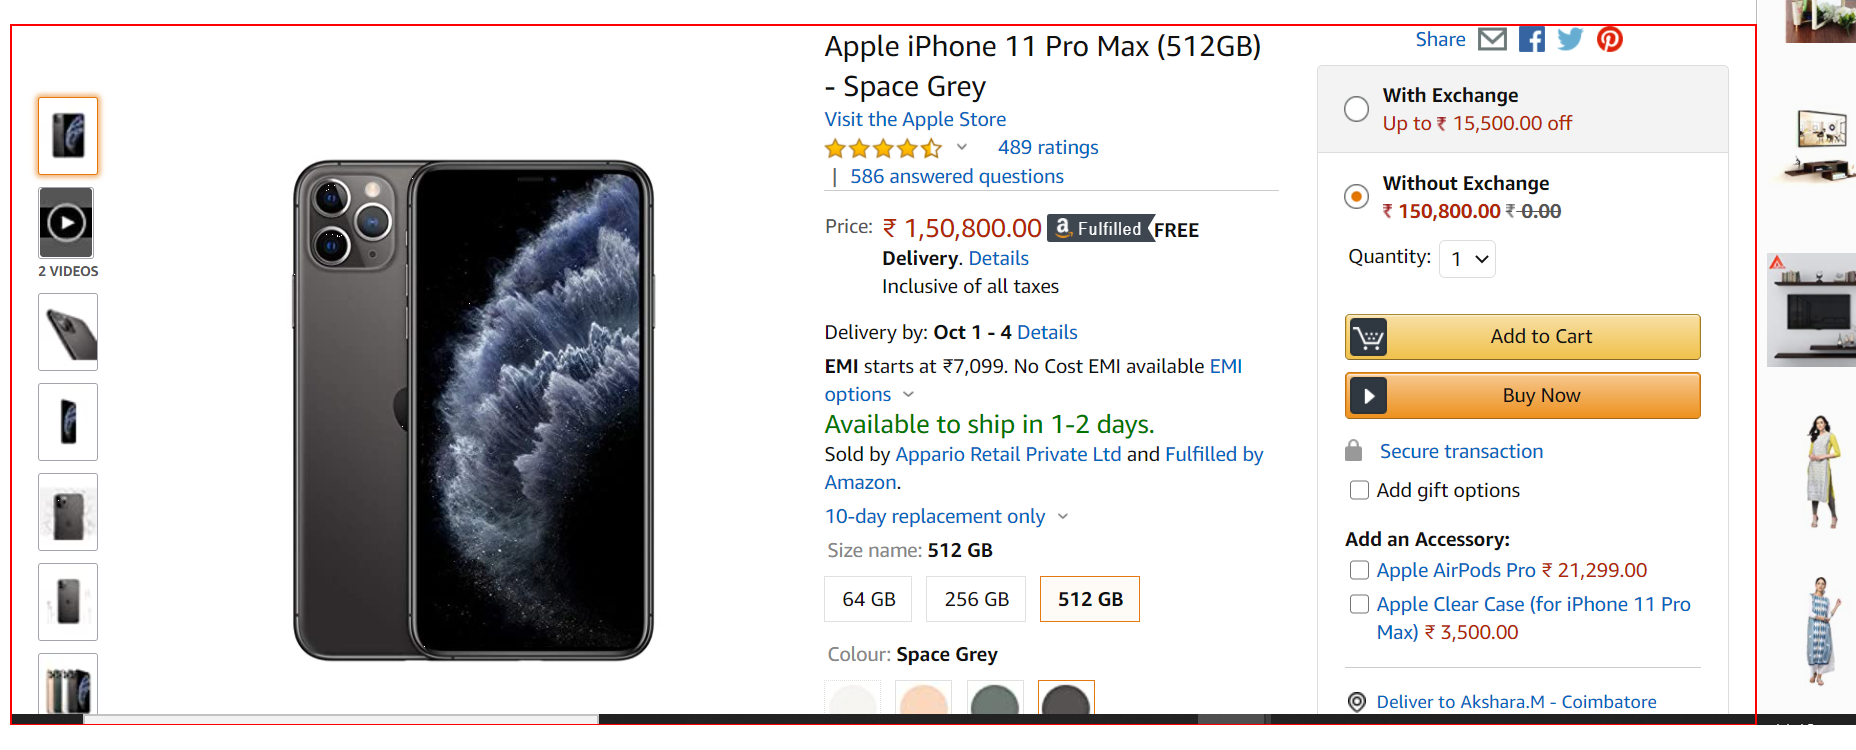 2 VIDEOS
Apple iPhone 11 Pro Max (512GB)
- Space Grey
Visit the Apple Store
489 ratings
| 586 answered questions
Price: ₹ 1,50,800.00 a Fulfilled FREE
Delivery. Details
Inclusive of all taxes
Delivery by: Oct 1 - 4 Details
EMI starts at ₹7,099. No Cost EMI available EMI
options
Available to ship in 1-2 days.
Sold by Appario Retail Private Ltd and Fulfilled by
Amazon.
10-day replacement only
Size name: 512 GB
64 GB 256 GB 512 GB
Colour: Space Grey
Share
With Exchange
Up to ₹ 15,500.00 off
Without Exchange
₹ 150,800.00 ₹ 0.00
Quantity: 1
Add to Cart
Buy Now
Secure transaction
Add gift options
Add an Accessory:
Apple AirPods Pro ₹ 21,299.00
Apple Clear Case (for iPhone 11 Pro
Max) ₹ 3,500.00
Deliver to Akshara.M - Coimbatore